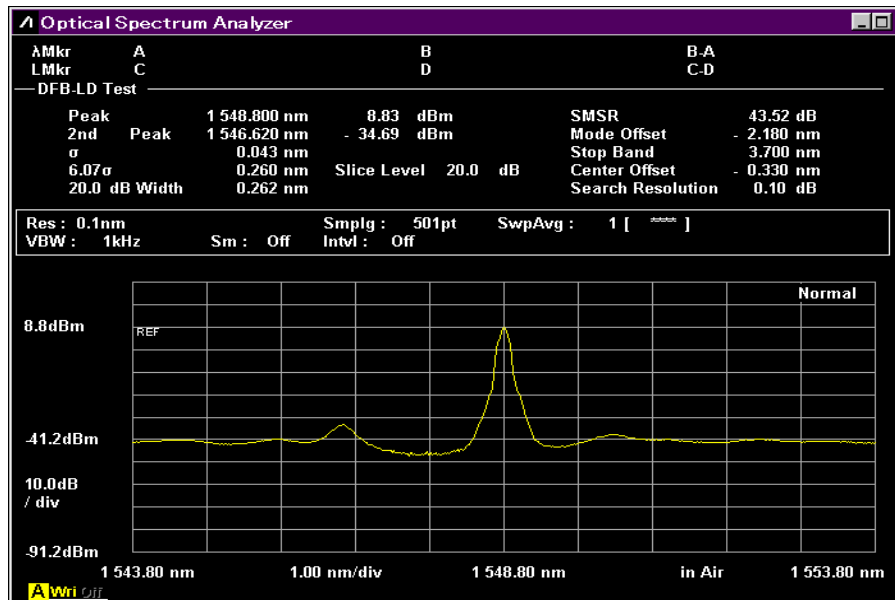 Optical Spectrum Analyzer
λMkr A B B-A
LMkr C D C-D
DFB-LD Test
Peak 1 548.800 nm 8.83 dBm SMSR 43.52 dB
2nd Peak 1 546.620 nm - 34.69 dBm Mode Offset - 2.180 nm
σ 0.043 nm Stop Band 3.700 nm
6.07σ 0.260 nm Slice Level 20.0 dB Center Offset - 0.330 nm
20.0 dB Width 0.262 nm Search Resolution 0.10 dB
Res : 0.1nm Smplg : 501pt SwpAvg : 1 [ **** ]
VBW : 1kHz Sm : Off Intvl : Off
Normal
8.8dBm REF
-41.2dBm
10.0dB
/ div
-91.2dBm
1 543.80 nm 1.00 nm/div 1 548.80 nm in Air 1 553.80 nm
A Wri Off